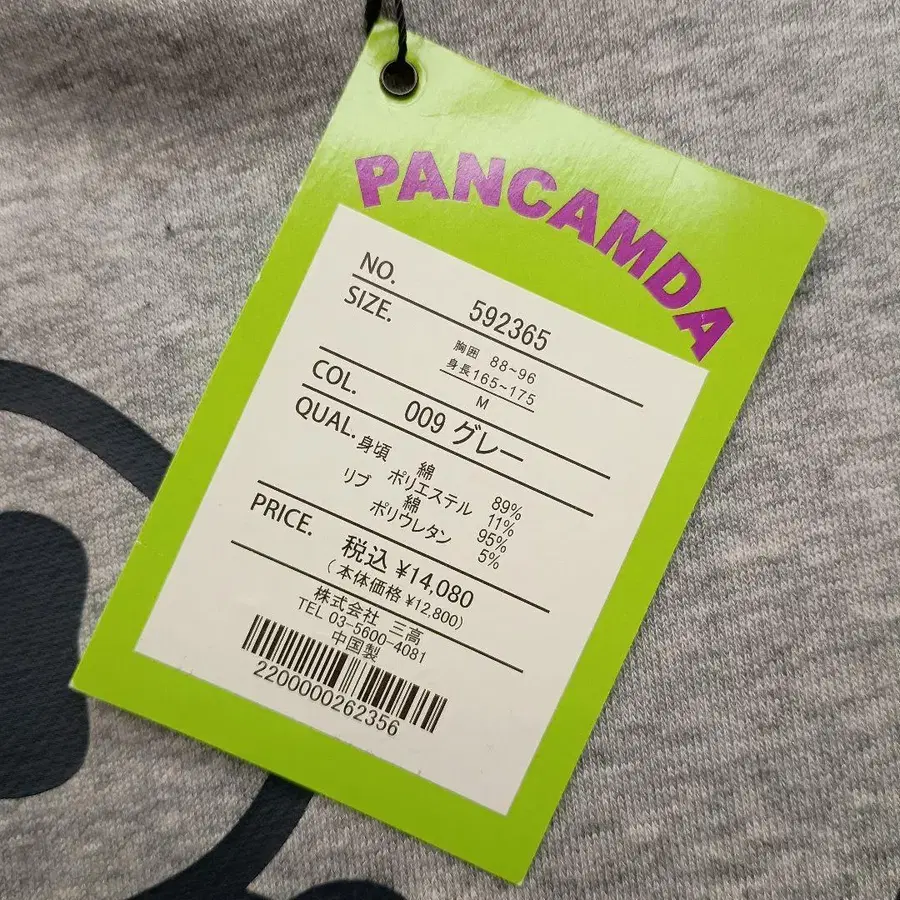 PANCAMDA
NO. 592365
SIZE. 胸囲 88~96
身長165~175
M
COL. 009 グレー
QUAL. 身頃 綿 89%
ポリエステル 11%
リブ 綿 95%
ポリウレタン 5%
PRICE. 税込 ¥14,080
(本体価格 ¥12,800)
株式会社 三高
TEL 03-5600-4081
中国製
2200000262356